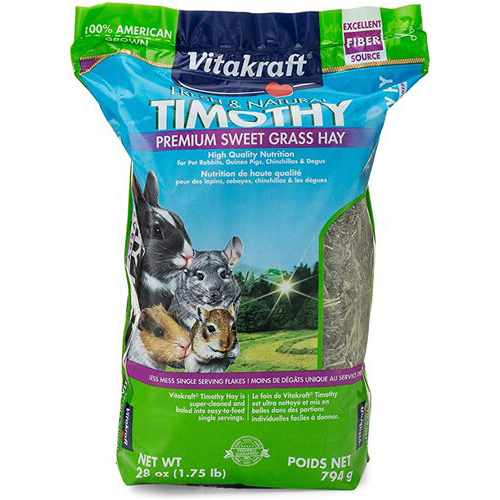 100% AMERICAN
GROWN
EXCELLENT
FIBER
SOURCE
Vitakraft®
FRESH & NATURAL
TIMOTHY
PREMIUM SWEET GRASS HAY
High Quality Nutrition
for Pet Rabbits, Guinea Pigs, Chinchillas & Degus
Nutrition de haute qualité
pour des lapins, cobayes, chinchillas & les dègues
LESS MESS SINGLE SERVING FLAKES! MOINS DE DÉGÂTS UNIQUE AU SERVICE
Vitakraft® Timothy Hay is
super-cleaned and
baled into easy-to-feed
single servings.
Le foin de Vitakraft® Timothy
est ultra nettoyé et mis en
balles dans des portions
individuelles faciles à donner.
Vitakraft
GUARANTEE
NET WT
28 oz (1.75 lb)
POIDS NET
794 g